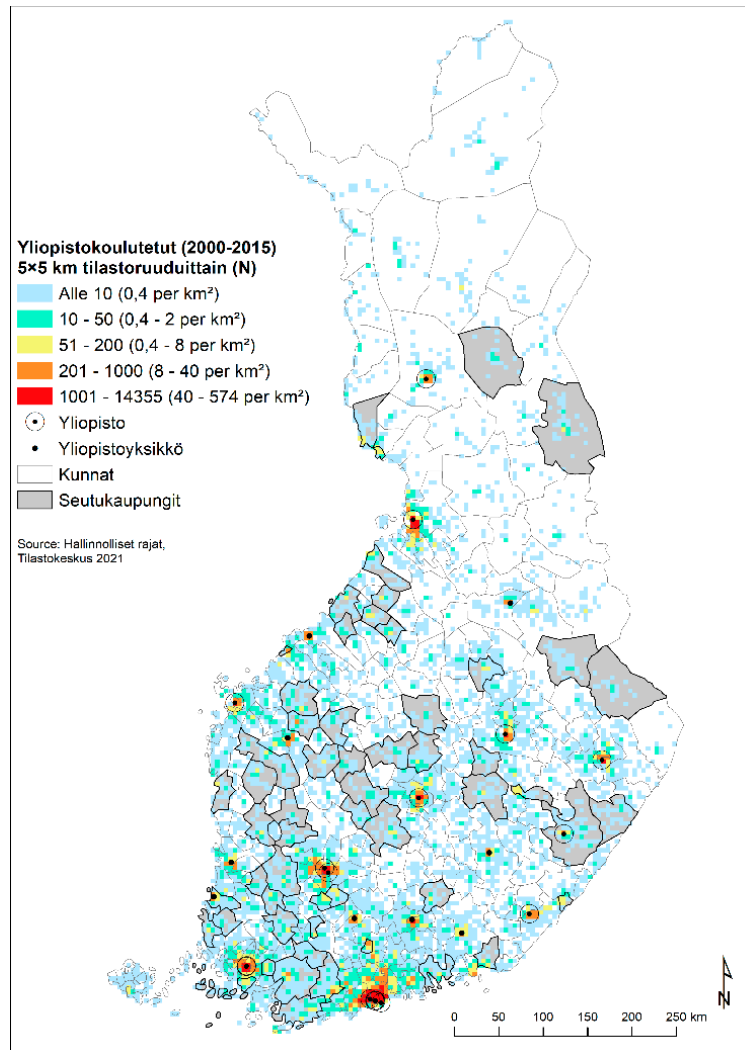 Yliopistokoulutetut (2000-2015)
5×5 km tilastoruuduittain (N)
Alle 10 (0,4 per km²)
10 - 50 (0,4 - 2 per km²)
51 - 200 (0,4 - 8 per km²)
201 - 1000 (8 - 40 per km²)
1001 - 14355 (40 - 574 per km²)
Yliopisto
Yliopistoyksikkö
Kunnat
Seutukaupungit
Source: Hallinnolliset rajat,
Tilastokeskus 2021
N
0 50 100 150 200 250 km